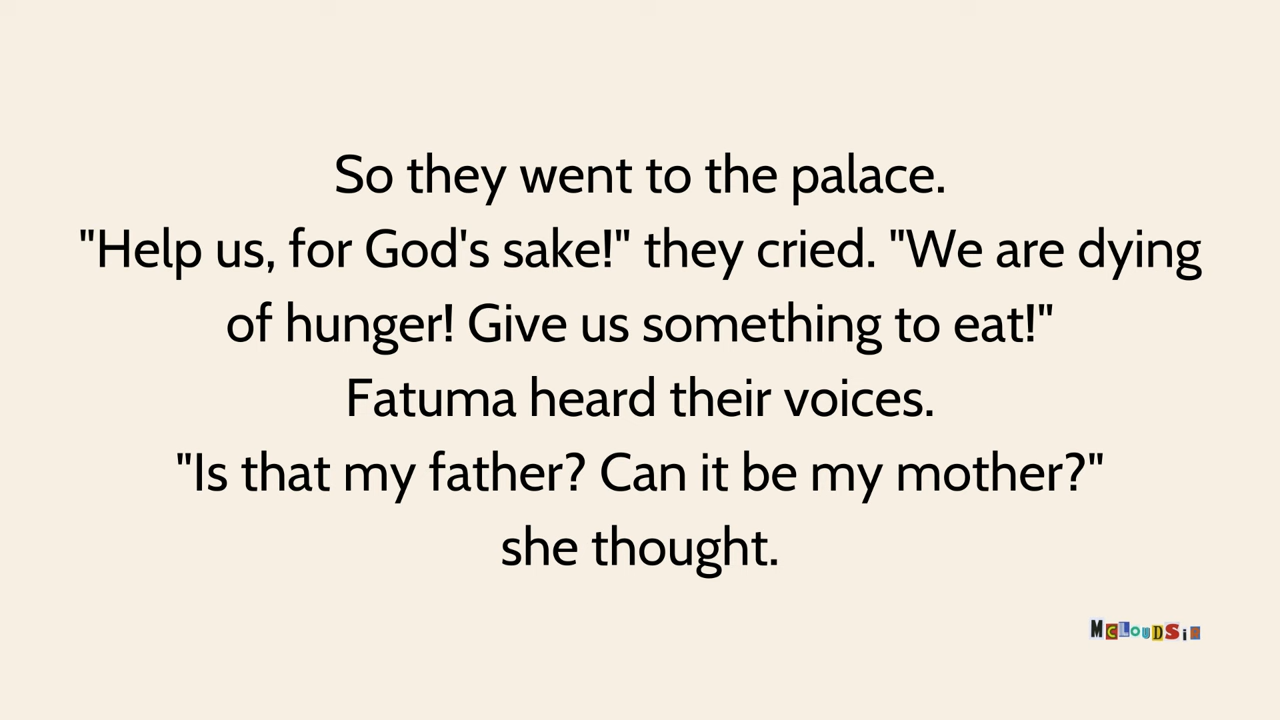 So they went to the palace.
"Help us, for God's sake!" they cried. "We are dying
of hunger! Give us something to eat!"
Fatuma heard their voices.
"Is that my father? Can it be my mother?"
she thought.